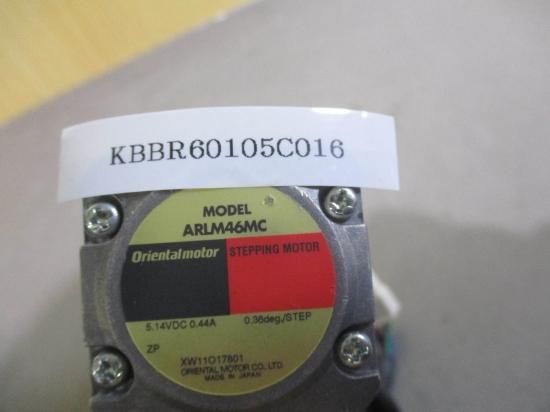 KBBR60105C016
MODEL
ARLM46MC
Orientalmotor STEPPING MOTOR
5.14VDC 0.44A 0.36deg./STEP
ZP
XW11O17801
ORIENTAL MOTOR CO., LTD.
MADE IN JAPAN